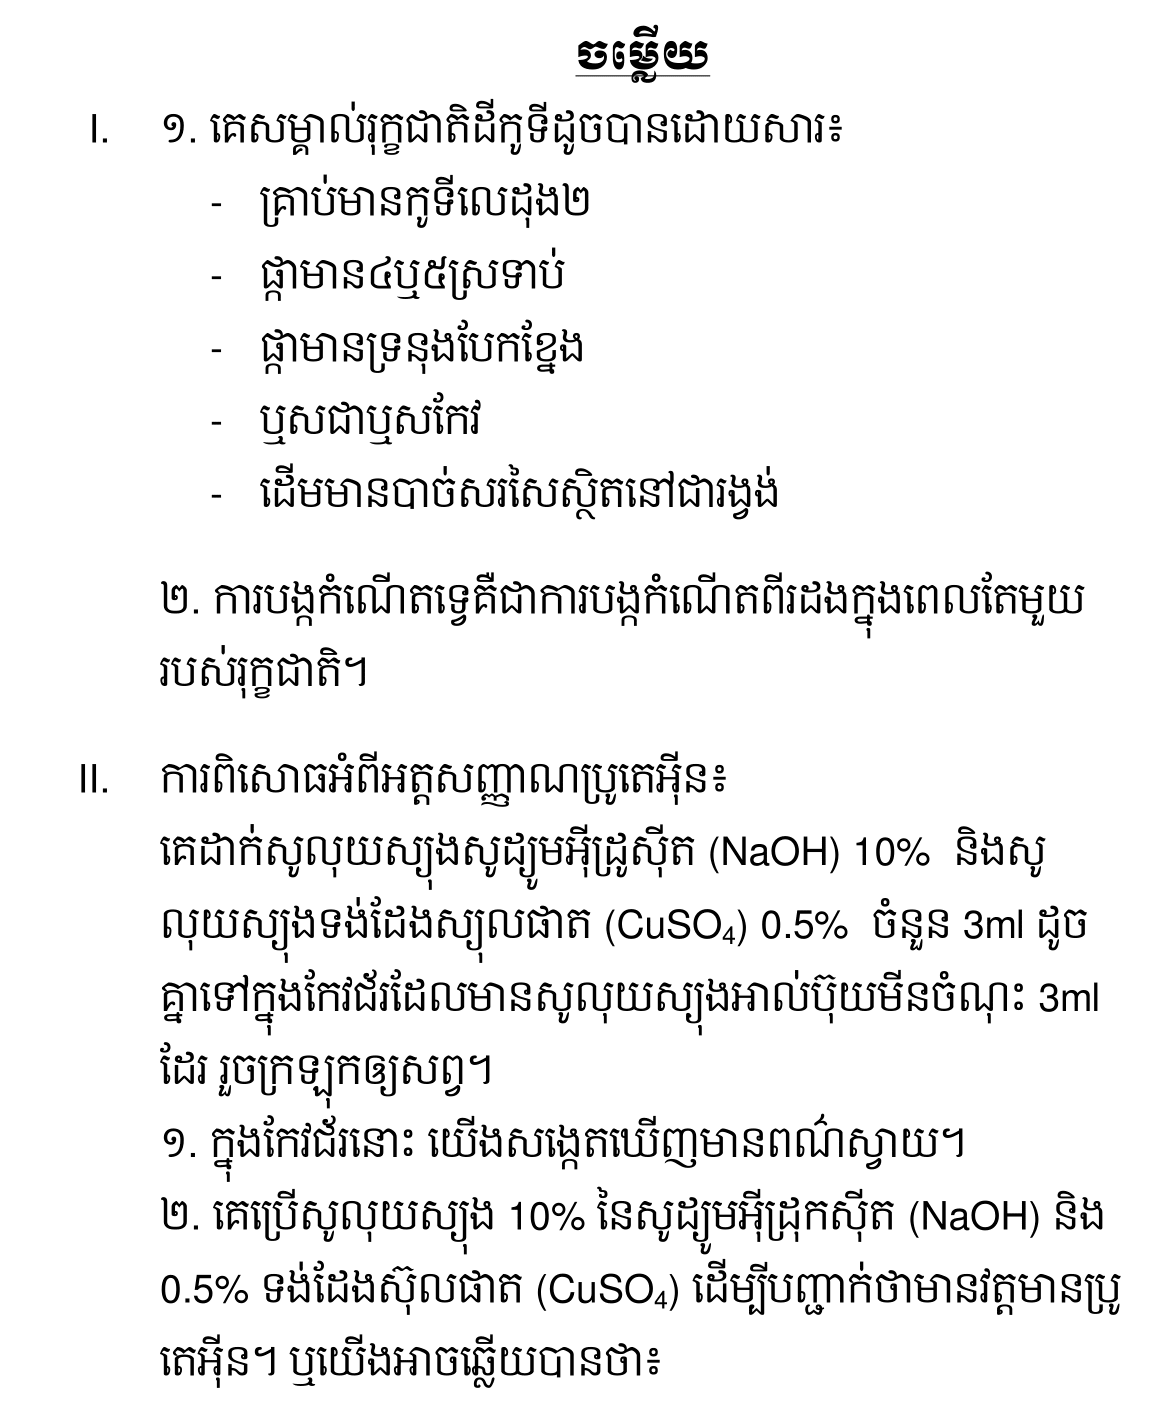 ចម្លើយ
I. ១. គេសម្គាល់រុក្ខជាតិដីកូទីដូចបានដោយសារ៖
- គ្រាប់មានកូទីលេដុង២
- ផ្កាមាន៤ឬ៥ស្រទាប់
- ផ្កាមានទ្រនុងបែកខ្នែង
- ឬសជាឬសកែវ
- ដើមមានបាច់សរសៃស្ថិតនៅជារង្វង់
២. ការបង្កកំណើតទ្វេគឺជាការបង្កកំណើតពីរដងក្នុងពេលតែមួយ
របស់រុក្ខជាតិ។
II. ការពិសោធអំពីអត្តសញ្ញាណប្រូតេអ៊ីន៖
គេដាក់សូលុយស្យុងសូដ្យូមអ៊ីដ្រូស៊ីត (NaOH) 10% និងសូ
លុយស្យុងទង់ដែងស្យុលផាត (CuSO₄) 0.5% ចំនួន 3ml ដូច
គ្នាទៅក្នុងកែវជ័រដែលមានសូលុយស្យុងអាល់ប៊ុយមីនចំណុះ 3ml
ដែរ រួចក្រឡុកឲ្យសព្វ។
១. ក្នុងកែវជ័រនោះ យើងសង្កេតឃើញមានពណ៌ស្វាយ។
២. គេប្រើសូលុយស្យុង 10% នៃសូដ្យូមអ៊ីដ្រុកស៊ីត (NaOH) និង
0.5% ទង់ដែងស៊ុលផាត (CuSO₄) ដើម្បីបញ្ជាក់ថាមានវត្តមានប្រូ
តេអ៊ីន។ ឬយើងអាចឆ្លើយបានថា៖